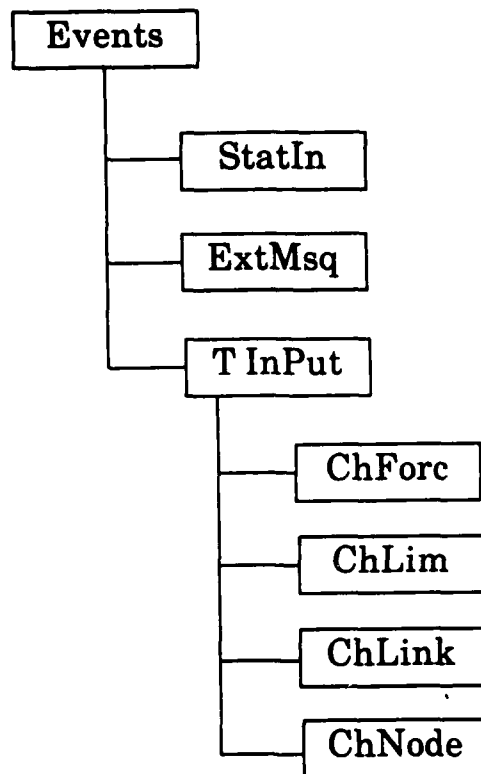 Events
StatIn
ExtMsq
T InPut
ChForc
ChLim
ChLink
ChNode